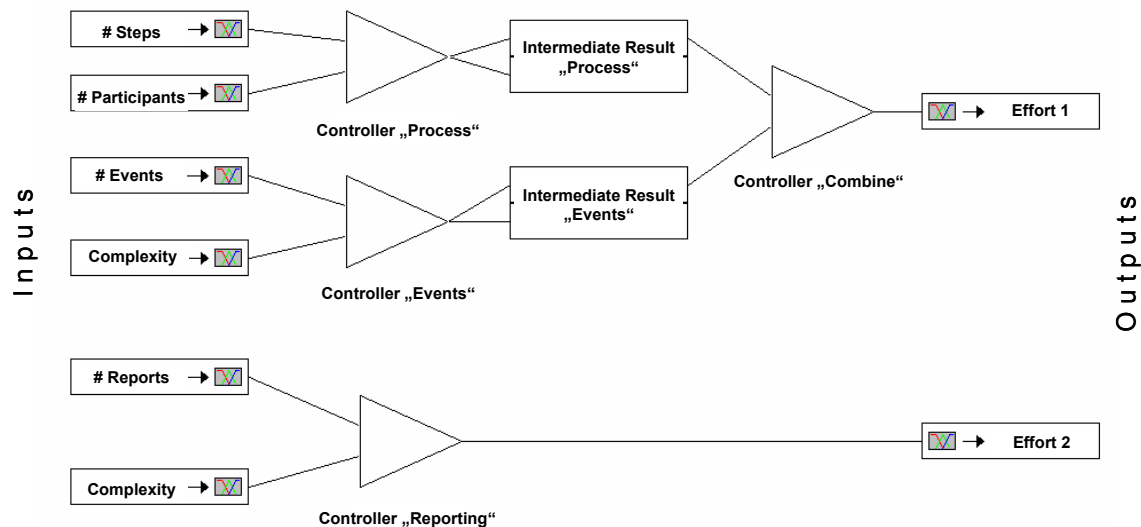 # Steps
# Participants
Controller „Process“
Intermediate Result
„Process“
# Events
Complexity
Controller „Events“
Intermediate Result
„Events“
Controller „Combine“
Effort 1
# Reports
Complexity
Controller „Reporting“
Effort 2
Inputs
Outputs